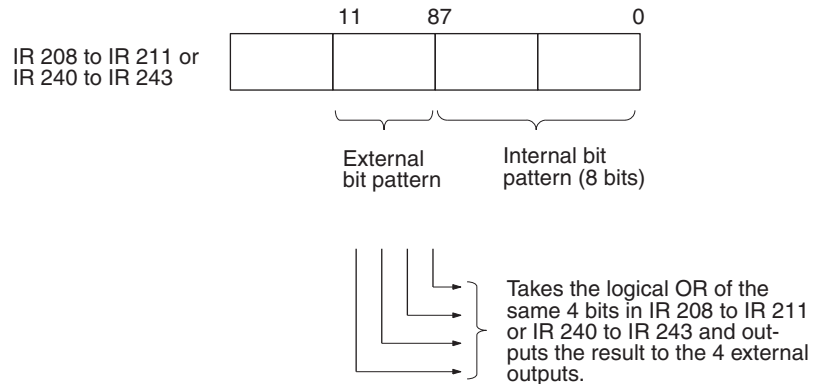 11 87 0
IR 208 to IR 211 or
IR 240 to IR 243
External
bit pattern
Internal bit
pattern (8 bits)
Takes the logical OR of the
same 4 bits in IR 208 to IR 211
or IR 240 to IR 243 and out-
puts the result to the 4 external
outputs.